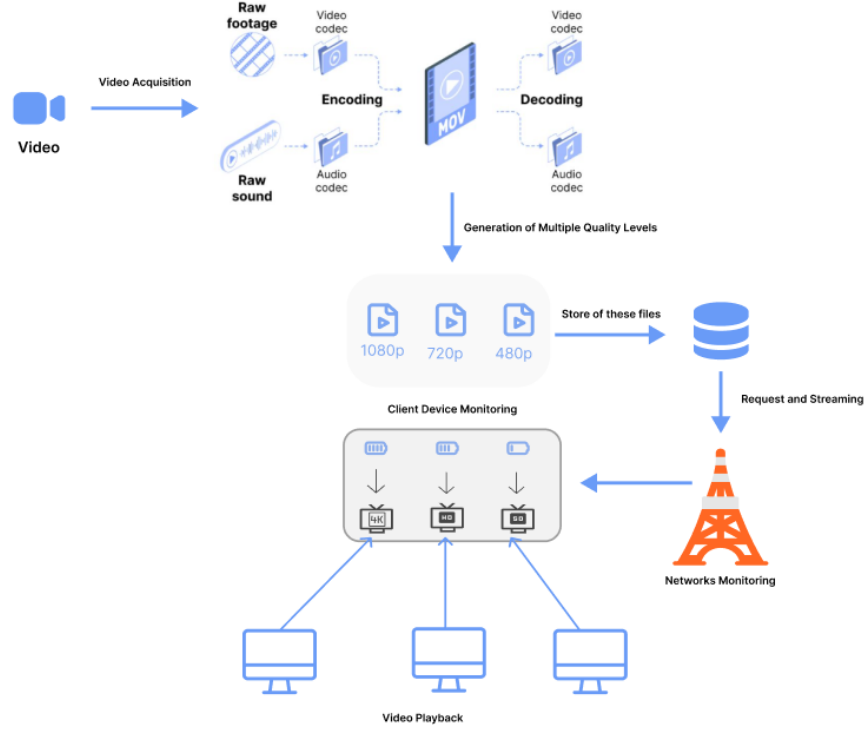 Raw
footage
Video
codec
Video
codec
Video Acquisition
Encoding
Decoding
MOV
Video
Raw
sound
Audio
codec
Audio
codec
Generation of Multiple Quality Levels
Store of these files
1080p
720p
480p
Request and Streaming
Client Device Monitoring
4K
HD
SD
Networks Monitoring
Video Playback